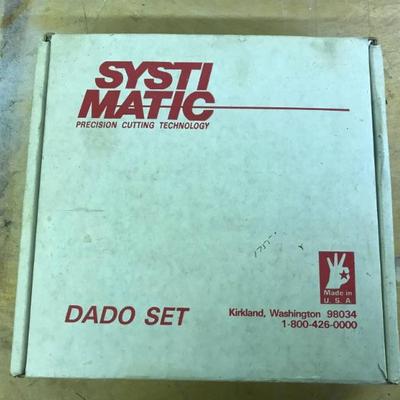 SYSTI
MATIC
PRECISION CUTTING TECHNOLOGY
Made in
U. S. A
DADO SET
Kirkland, Washington 98034
1-800-426-0000